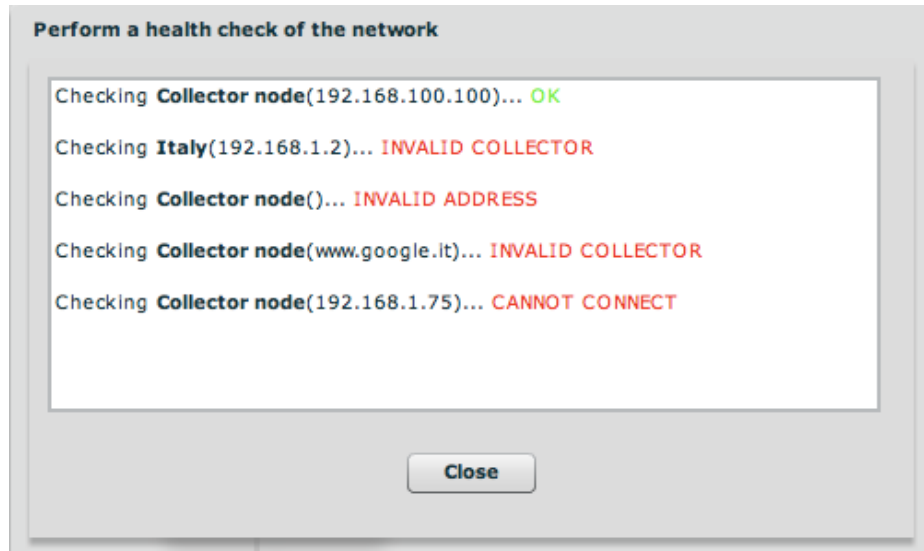 Perform a health check of the network
Checking Collector node(192.168.100.100)... OK
Checking Italy(192.168.1.2)... INVALID COLLECTOR
Checking Collector node()... INVALID ADDRESS
Checking Collector node(www.google.it)... INVALID COLLECTOR
Checking Collector node(192.168.1.75)... CANNOT CONNECT
Close